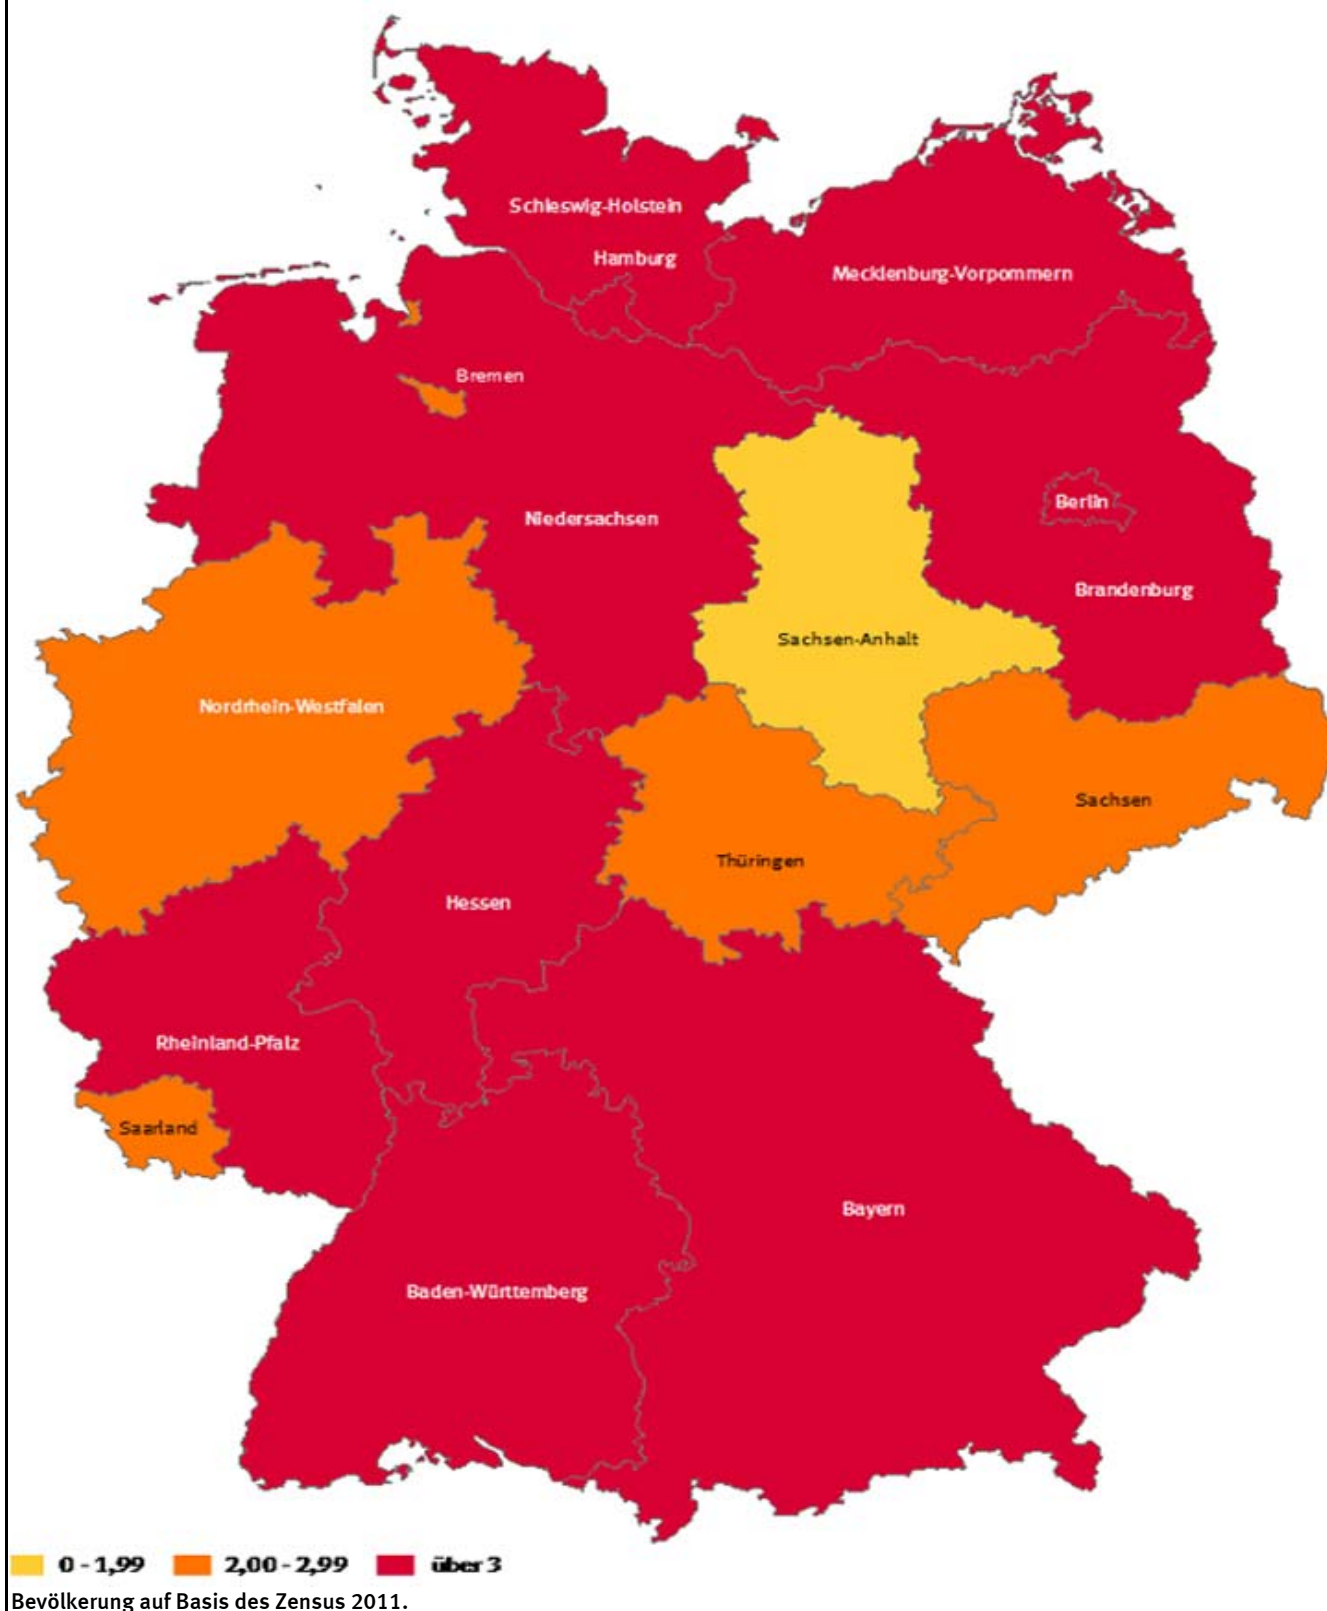 Schleswig-Holstein
Hamburg
Mecklenburg-Vorpommern
Bremen
Berlin
Niedersachsen
Brandenburg
Sachsen-Anhalt
Nordrhein-Westfalen
Sachsen
Thüringen
Hessen
Rheinland-Pfalz
Saarland
Bayern
Baden-Württemberg
0 - 1,99 2,00 - 2,99 über 3
Bevölkerung auf Basis des Zensus 2011.